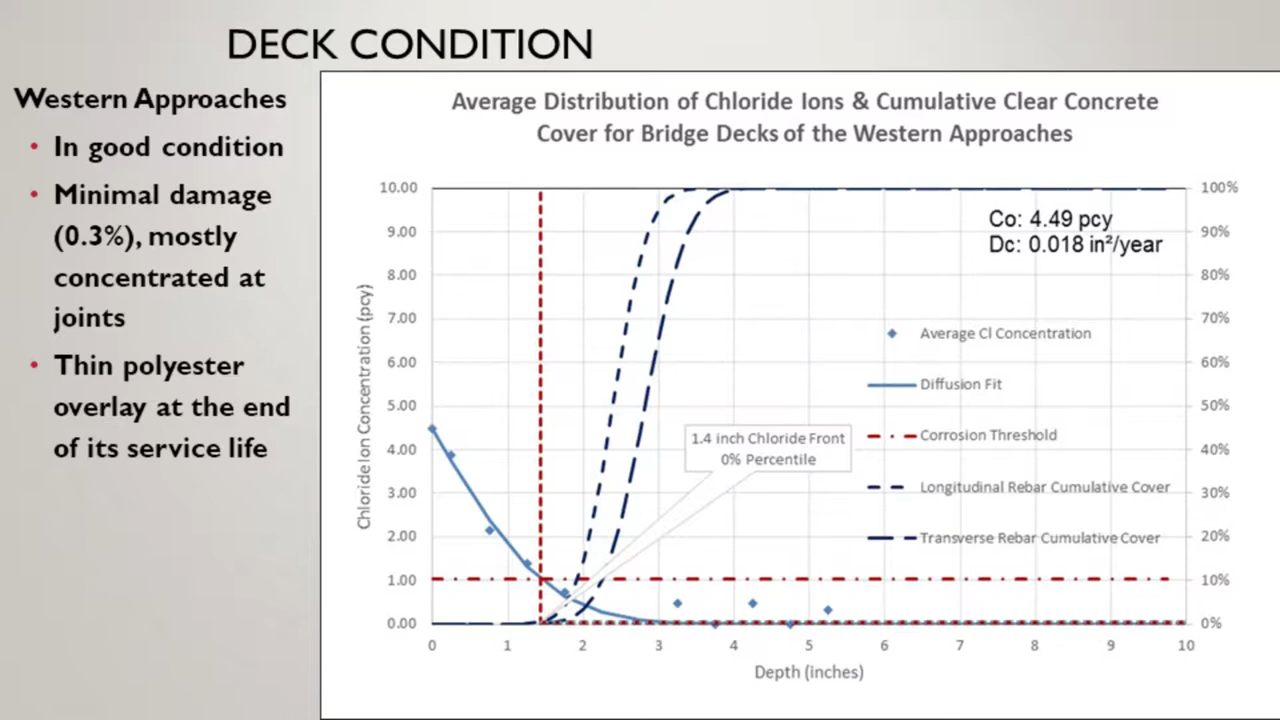 DECK CONDITION
Western Approaches
• In good condition
• Minimal damage
(0.3%), mostly
concentrated at
joints
• Thin polyester
overlay at the end
of its service life
Average Distribution of Chloride Ions & Cumulative Clear Concrete
Cover for Bridge Decks of the Western Approaches
Chloride Ion Concentration (pcy)
10.00
9.00
8.00
7.00
6.00
5.00
4.00
3.00
2.00
1.00
0.00
Co: 4.49 pcy
Dc: 0.018 in²/year
Average Cl Concentration
Diffusion Fit
Corrosion Threshold
Longitudinal Rebar Cumulative Cover
Transverse Rebar Cumulative Cover
1.4 inch Chloride Front
0% Percentile
100%
90%
80%
70%
60%
50%
40%
30%
20%
10%
0%
0 1 2 3 4 5 6 7 8 9 10
Depth (inches)